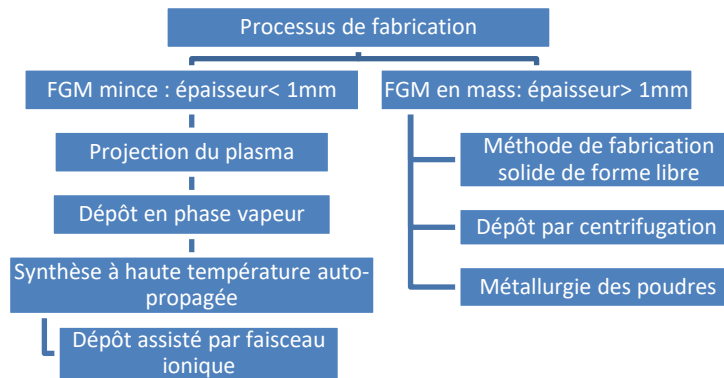 Processus de fabrication
FGM mince : épaisseur< 1mm
FGM en mass: épaisseur> 1mm
Projection du plasma
Dépôt en phase vapeur
Synthèse à haute température auto-
propagée
Dépôt assisté par faisceau
ionique
Méthode de fabrication
solide de forme libre
Dépôt par centrifugation
Métallurgie des poudres